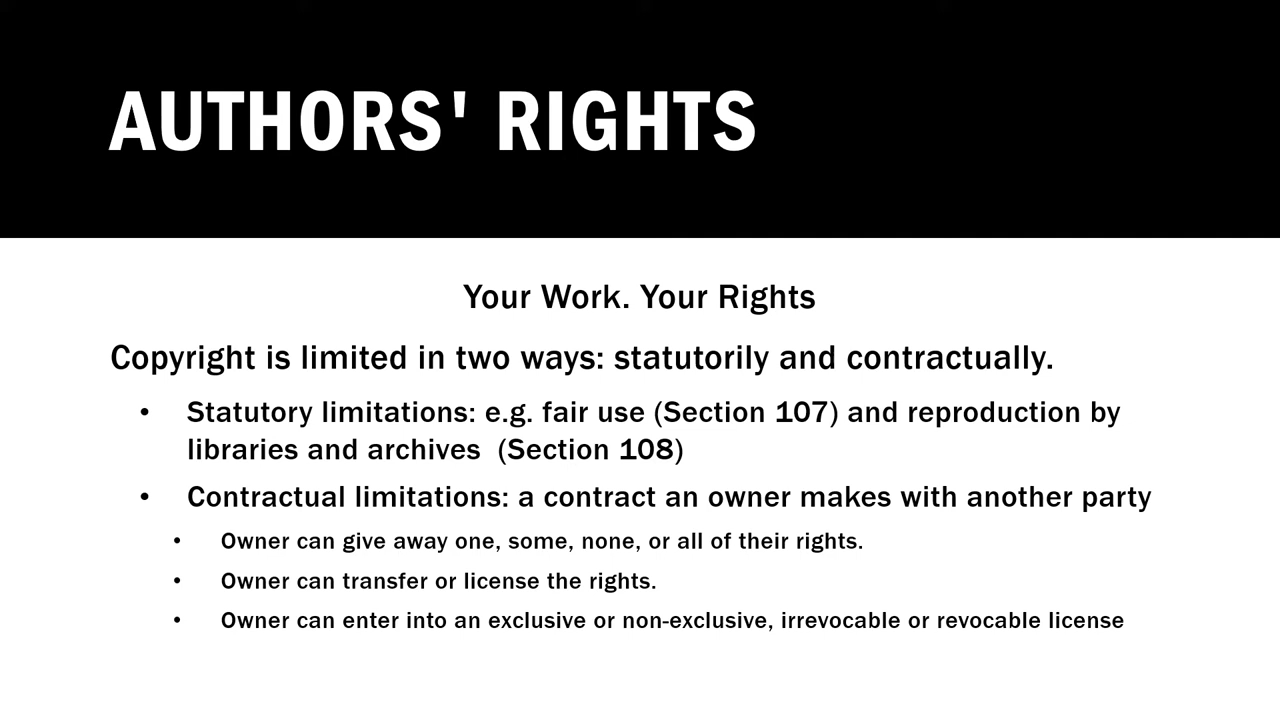 AUTHORS' RIGHTS
Your Work. Your Rights
Copyright is limited in two ways: statutorily and contractually.
• Statutory limitations: e.g. fair use (Section 107) and reproduction by
libraries and archives  (Section 108)
• Contractual limitations: a contract an owner makes with another party
• Owner can give away one, some, none, or all of their rights.
• Owner can transfer or license the rights.
• Owner can enter into an exclusive or non-exclusive, irrevocable or revocable license